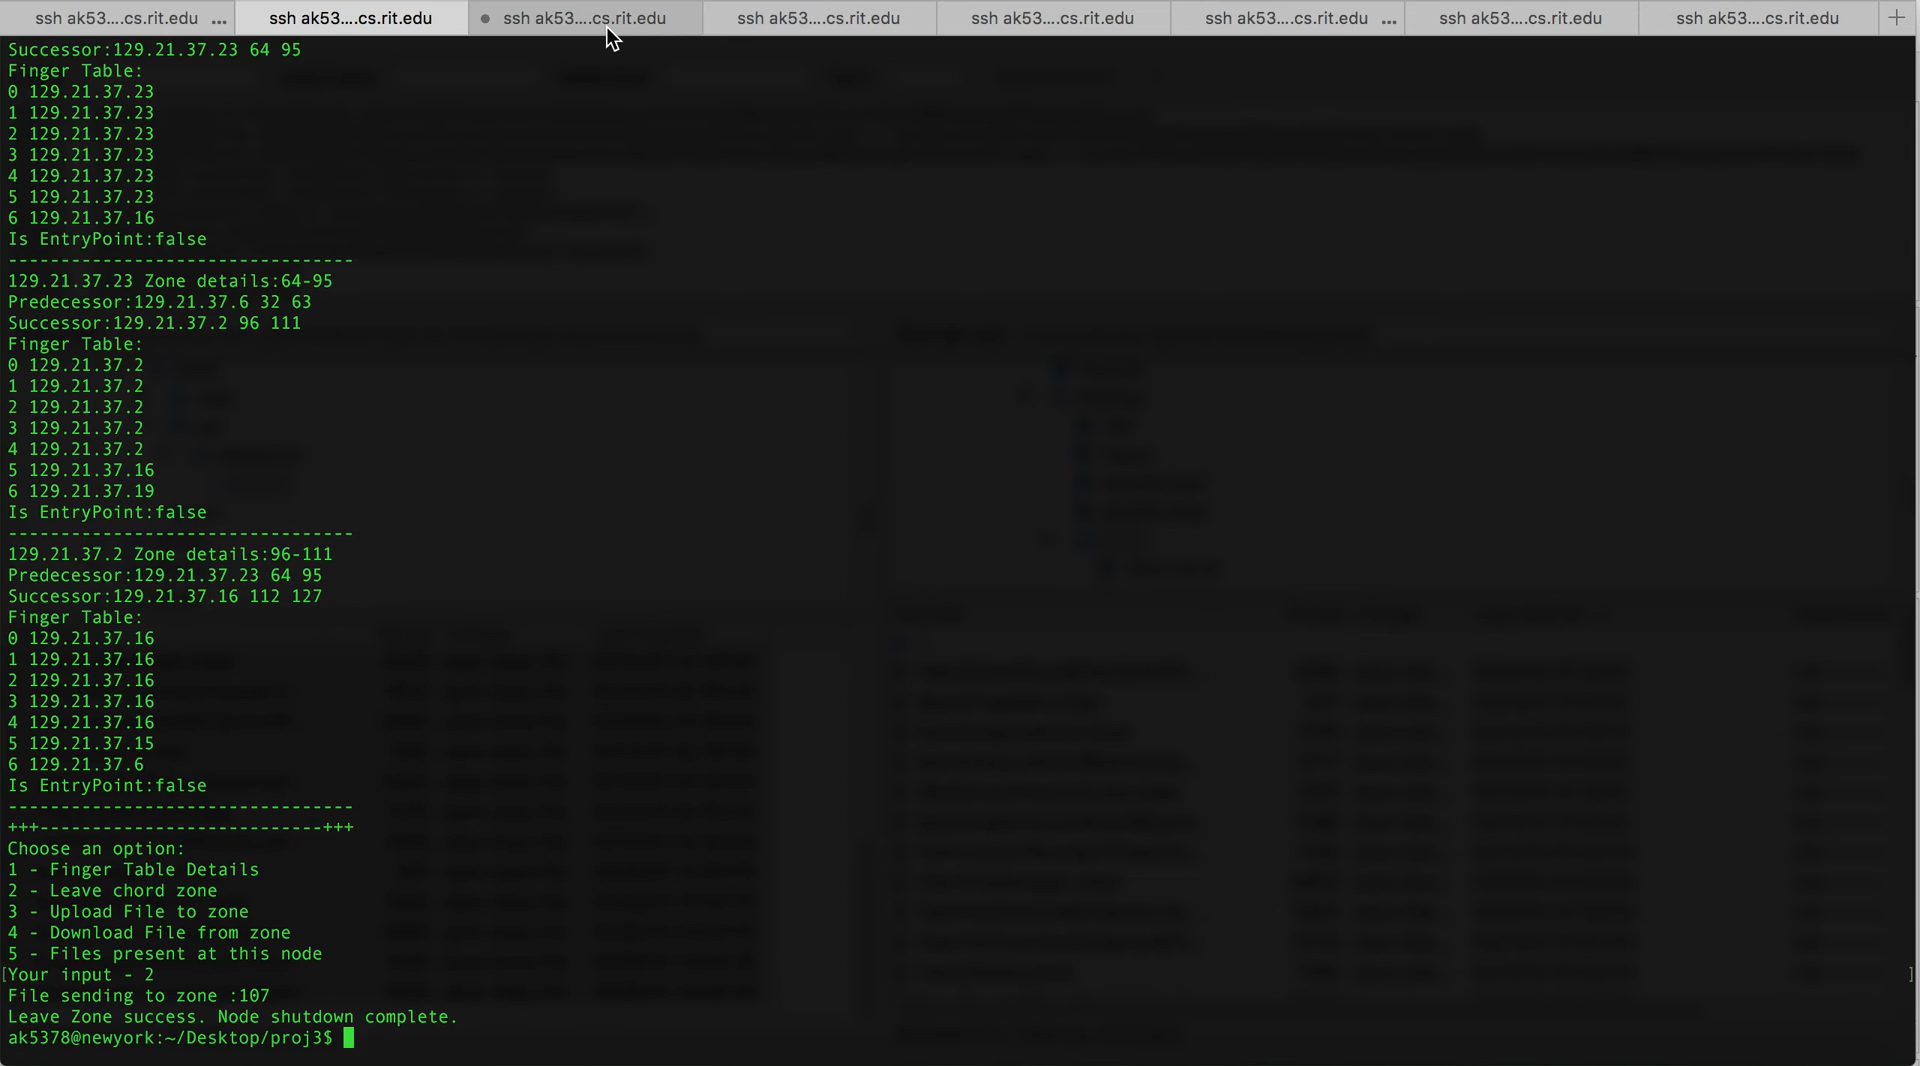 ssh ak53....cs.rit.edu ...
ssh ak53....cs.rit.edu
ssh ak53....cs.rit.edu
ssh ak53....cs.rit.edu
ssh ak53....cs.rit.edu
ssh ak53....cs.rit.edu ...
ssh ak53....cs.rit.edu
ssh ak53....cs.rit.edu
Successor:129.21.37.23 64 95
Finger Table:
0 129.21.37.23
1 129.21.37.23
2 129.21.37.23
3 129.21.37.23
4 129.21.37.23
5 129.21.37.23
6 129.21.37.16
Is EntryPoint:false
---------------------------------
129.21.37.23 Zone details:64-95
Predecessor:129.21.37.6 32 63
Successor:129.21.37.2 96 111
Finger Table:
0 129.21.37.2
1 129.21.37.2
2 129.21.37.2
3 129.21.37.2
4 129.21.37.2
5 129.21.37.16
6 129.21.37.19
Is EntryPoint:false
---------------------------------
129.21.37.2 Zone details:96-111
Predecessor:129.21.37.23 64 95
Successor:129.21.37.16 112 127
Finger Table:
0 129.21.37.16
1 129.21.37.16
2 129.21.37.16
3 129.21.37.16
4 129.21.37.16
5 129.21.37.15
6 129.21.37.6
Is EntryPoint:false
---------------------------------
+++---------------------------+++
Choose an option:
1 - Finger Table Details
2 - Leave chord zone
3 - Upload File to zone
4 - Download File from zone
5 - Files present at this node
[Your input - 2 ]
File sending to zone :107
Leave Zone success. Node shutdown complete.
ak5378@newyork:~/Desktop/proj3$